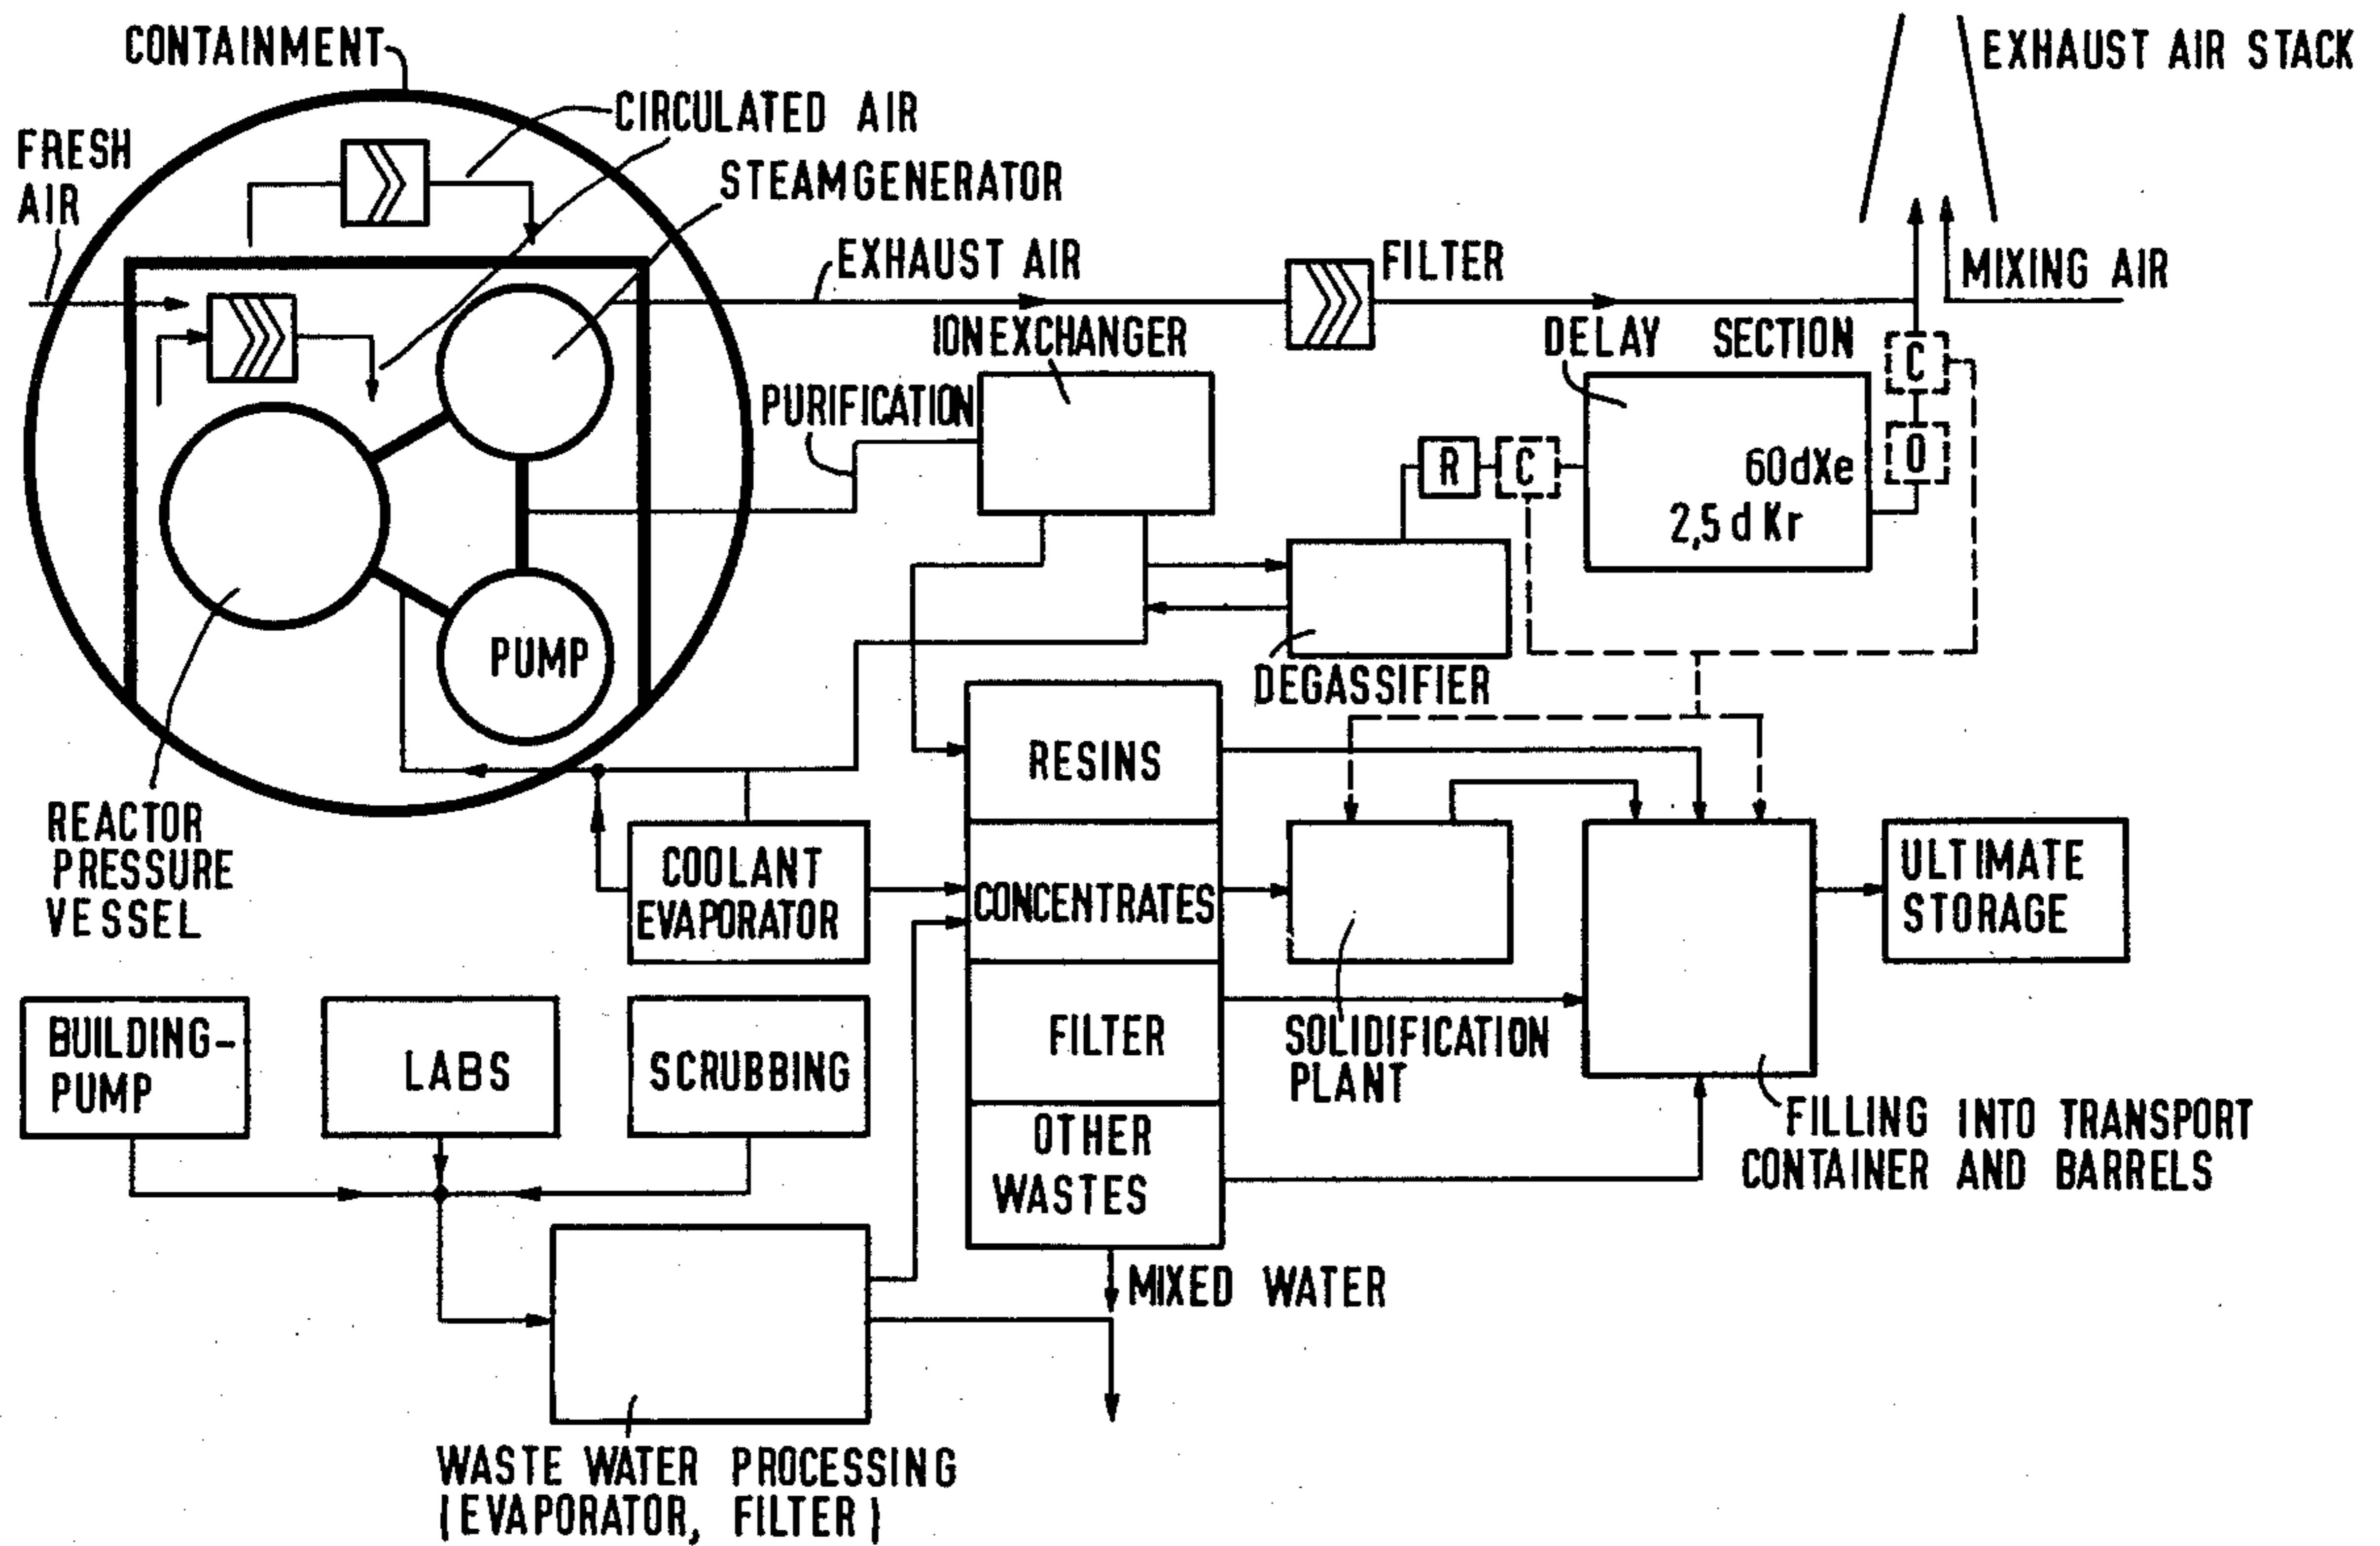 CONTAINMENT
EXHAUST AIR STACK
CIRCULATED AIR
FRESH
AIR
STEAMGENERATOR
EXHAUST AIR
FILTER
MIXING AIR
IONEXCHANGER
DELAY SECTION
C
PURIFICATION
R
C
60dXe
O
2,5 d Kr
PUMP
DEGASSIFIER
RESINS
REACTOR
PRESSURE
VESSEL
COOLANT
EVAPORATOR
CONCENTRATES
ULTIMATE
STORAGE
BUILDING-
PUMP
LABS
SCRUBBING
FILTER
SOLIDIFICATION
PLANT
OTHER
WASTES
FILLING INTO TRANSPORT
CONTAINER AND BARRELS
MIXED WATER
WASTE WATER PROCESSING
(EVAPORATOR, FILTER)